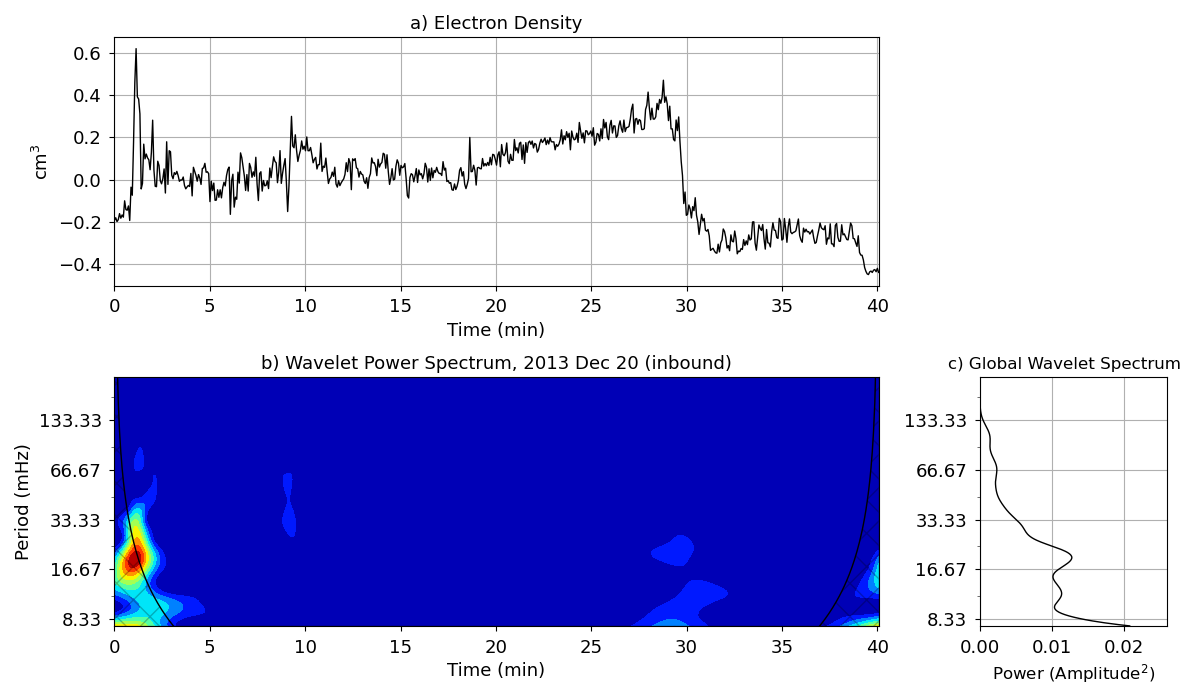 a) Electron Density
0.6
0.4
0.2
0.0
−0.2
−0.4
cm³
0 5 10 15 20 25 30 35 40
Time (min)
b) Wavelet Power Spectrum, 2013 Dec 20 (inbound)
133.33
66.67
33.33
16.67
8.33
Period (mHz)
0 5 10 15 20 25 30 35 40
Time (min)
c) Global Wavelet Spectrum
133.33
66.67
33.33
16.67
8.33
0.00 0.01 0.02
Power (Amplitude²)